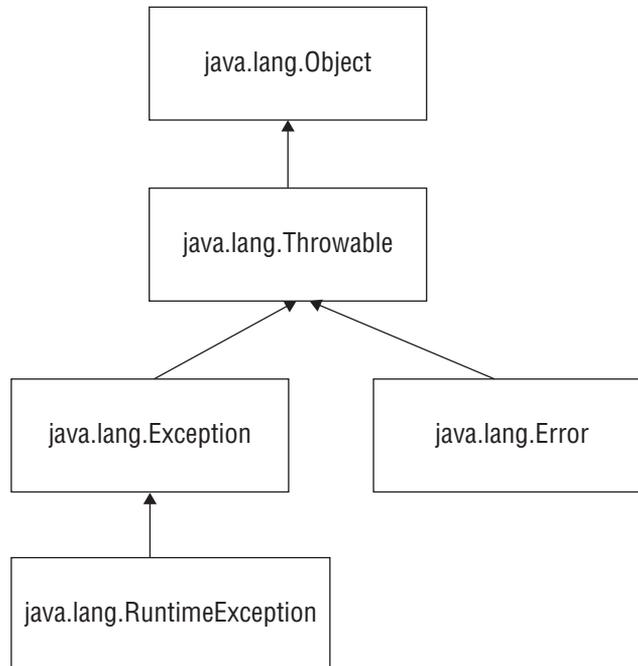 java.lang.Object
java.lang.Throwable
java.lang.Exception
java.lang.Error
java.lang.RuntimeException